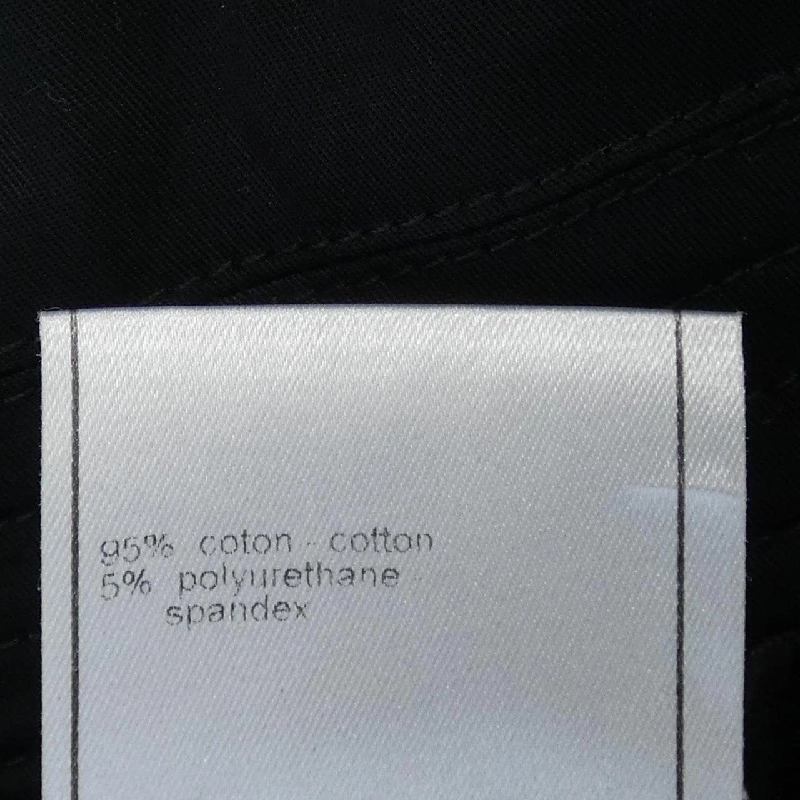 95% coton - cotton
5% polyurethane -
spandex